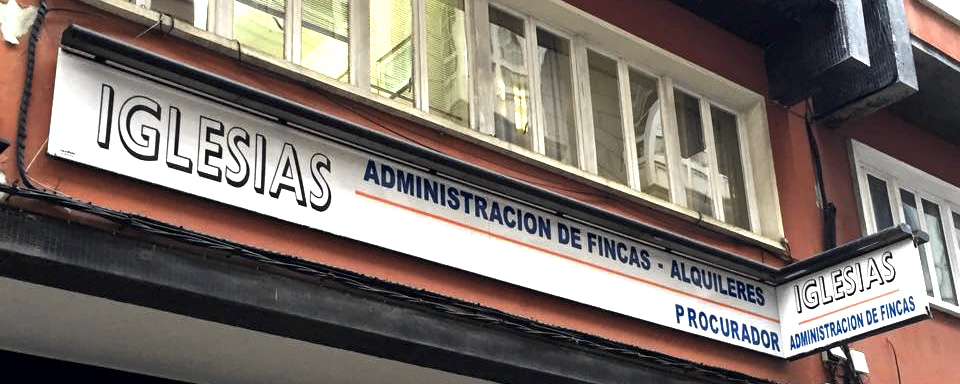 IGLESIAS
ADMINISTRACION DE FINCAS - ALQUILERES
PROCURADOR
IGLESIAS
ADMINISTRACION DE FINCAS